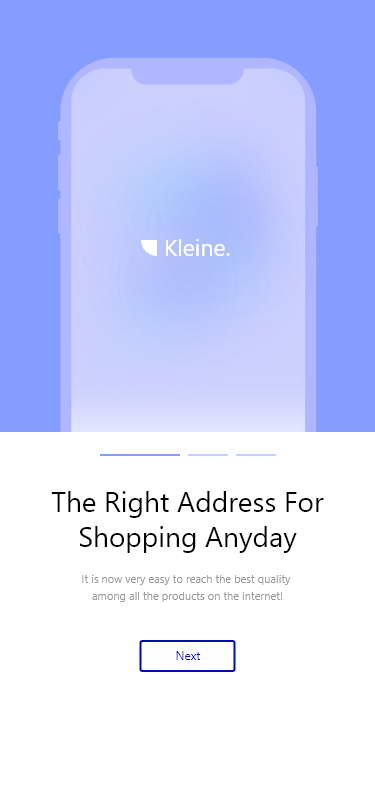 Kleine.
The Right Address For
Shopping Anyday
It is now very easy to reach the best quality
among all the products on the internet!
Next